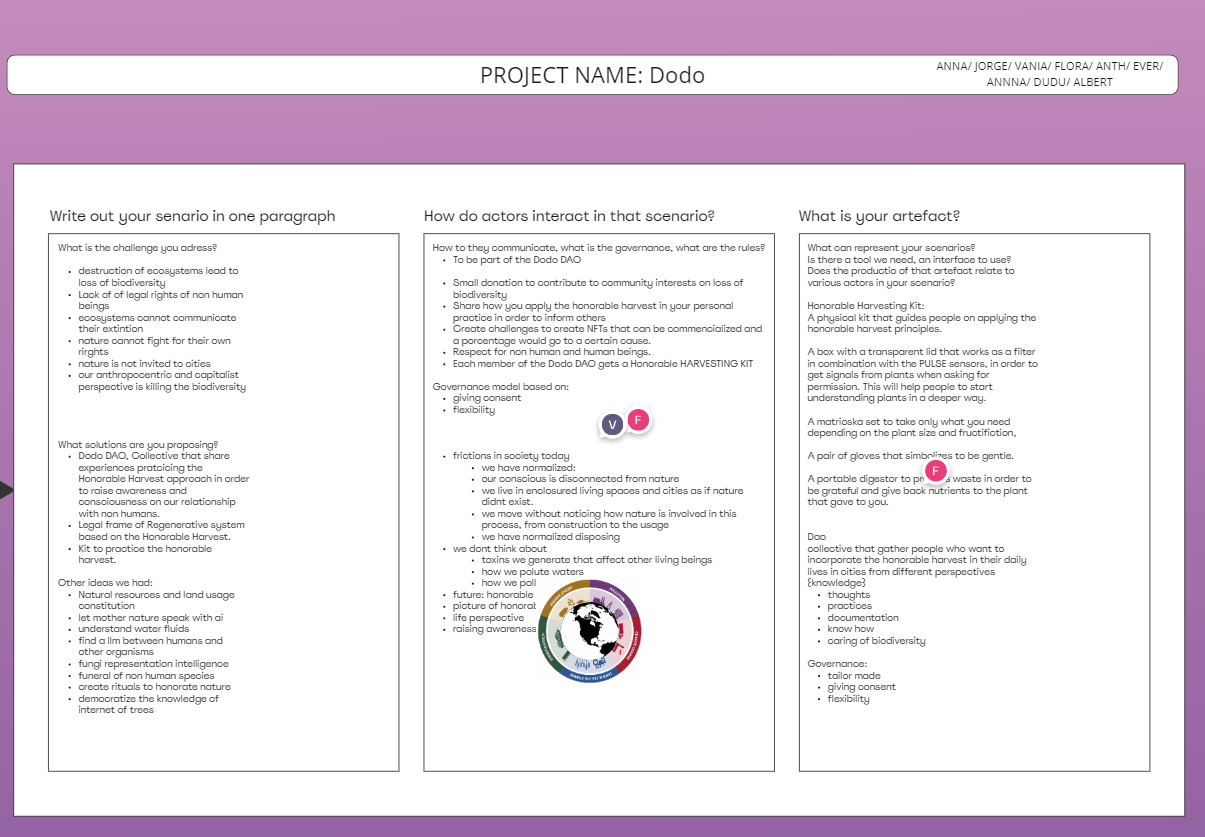 PROJECT NAME: Dodo
ANNA/ JORGE/ VANIA/ FLORA/ ANTH/ EVER/
ANNNA/ DUDU/ ALBERT
Write out your senario in one paragraph
What is the challenge you adress?
• destruction of ecosystems lead to
loss of biodiversity
• Lack of of legal rights of non human
beings
• ecosystems cannot communicate
their extintion
• nature cannot fight for their own
rirghts
• nature is not invited to cities
• our anthropocentric and capitalist
perspective is killing the biodiversity
What solutions are you proposing?
• Dodo DAO, Collective that share
experiences pratoicing the
Honorable Harvest approach in order
to raise awareness and
consciousness on our relationship
with non humans.
• Legal frame of Regenerative system
based on the Honorable Harvest.
• Kit to practice the honorable
harvest.
Other ideas we had:
• Natural resources and land usage
constitution
• let mother nature speak with ai
• understand water fluids
• find a llm between humans and
other organisms
• fungi representation intelligence
• funeral of non human species
• create rituals to honorate nature
• democratize the knowledge of
internet of trees
How do actors interact in that scenario?
How to they communicate, what is the governance, what are the rules?
• To be part of the Dodo DAO
• Small donation to contribute to community interests on loss of
biodiversity
• Share how you apply the honorable harvest in your personal
practice in order to inform others
• Create challenges to create NFTs that can be commencialized and
a porcentage would go to a certain cause.
• Respect for non human and human beings.
• Each member of the Dodo DAO gets a Honorable HARVESTING KIT
Governance model based on:
• giving consent
• flexibility
V
F
• frictions in society today
• we have normalized:
• our conscious is disconnected from nature
• we live in enclosured living spaces and cities as if nature
didnt exist.
• we move without noticing how nature is involved in this
process, from construction to the usage
• we have normalized disposing
• we dont think about
• toxins we generate that affect other living beings
• how we polute waters
• how we poll
• future: honorable
• picture of
• life perspective
• raising awareness
What is your artefact?
What can represent your scenarios?
Is there a tool we need, an interface to use?
Does the productio of that artefact relate to
various actors in your scenario?
Honorable Harvesting Kit:
A physical kit that guides people on applying the
honorable harvest principles.
A box with a transparent lid that works as a filter
in combination with the PULSE sensors, in order to
get signals from plants when asking for
permission. This will help people to start
understanding plants in a deeper way.
A matrioska set to take only what you need
depending on the plant size and fructifiction,
A pair of gloves that simbolizes to be gentle.
F
A portable digestor to waste in order to
be grateful and give back nutrients to the plant
that gave to you.
Dao
collective that gather people who want to
incorporate the honorable harvest in their daily
lives in cities from different perspectives
{knowledge}
• thoughts
• practices
• documentation
• know how
• caring of biodiversity
Governance:
• tailor made
• giving consent
• flexibility